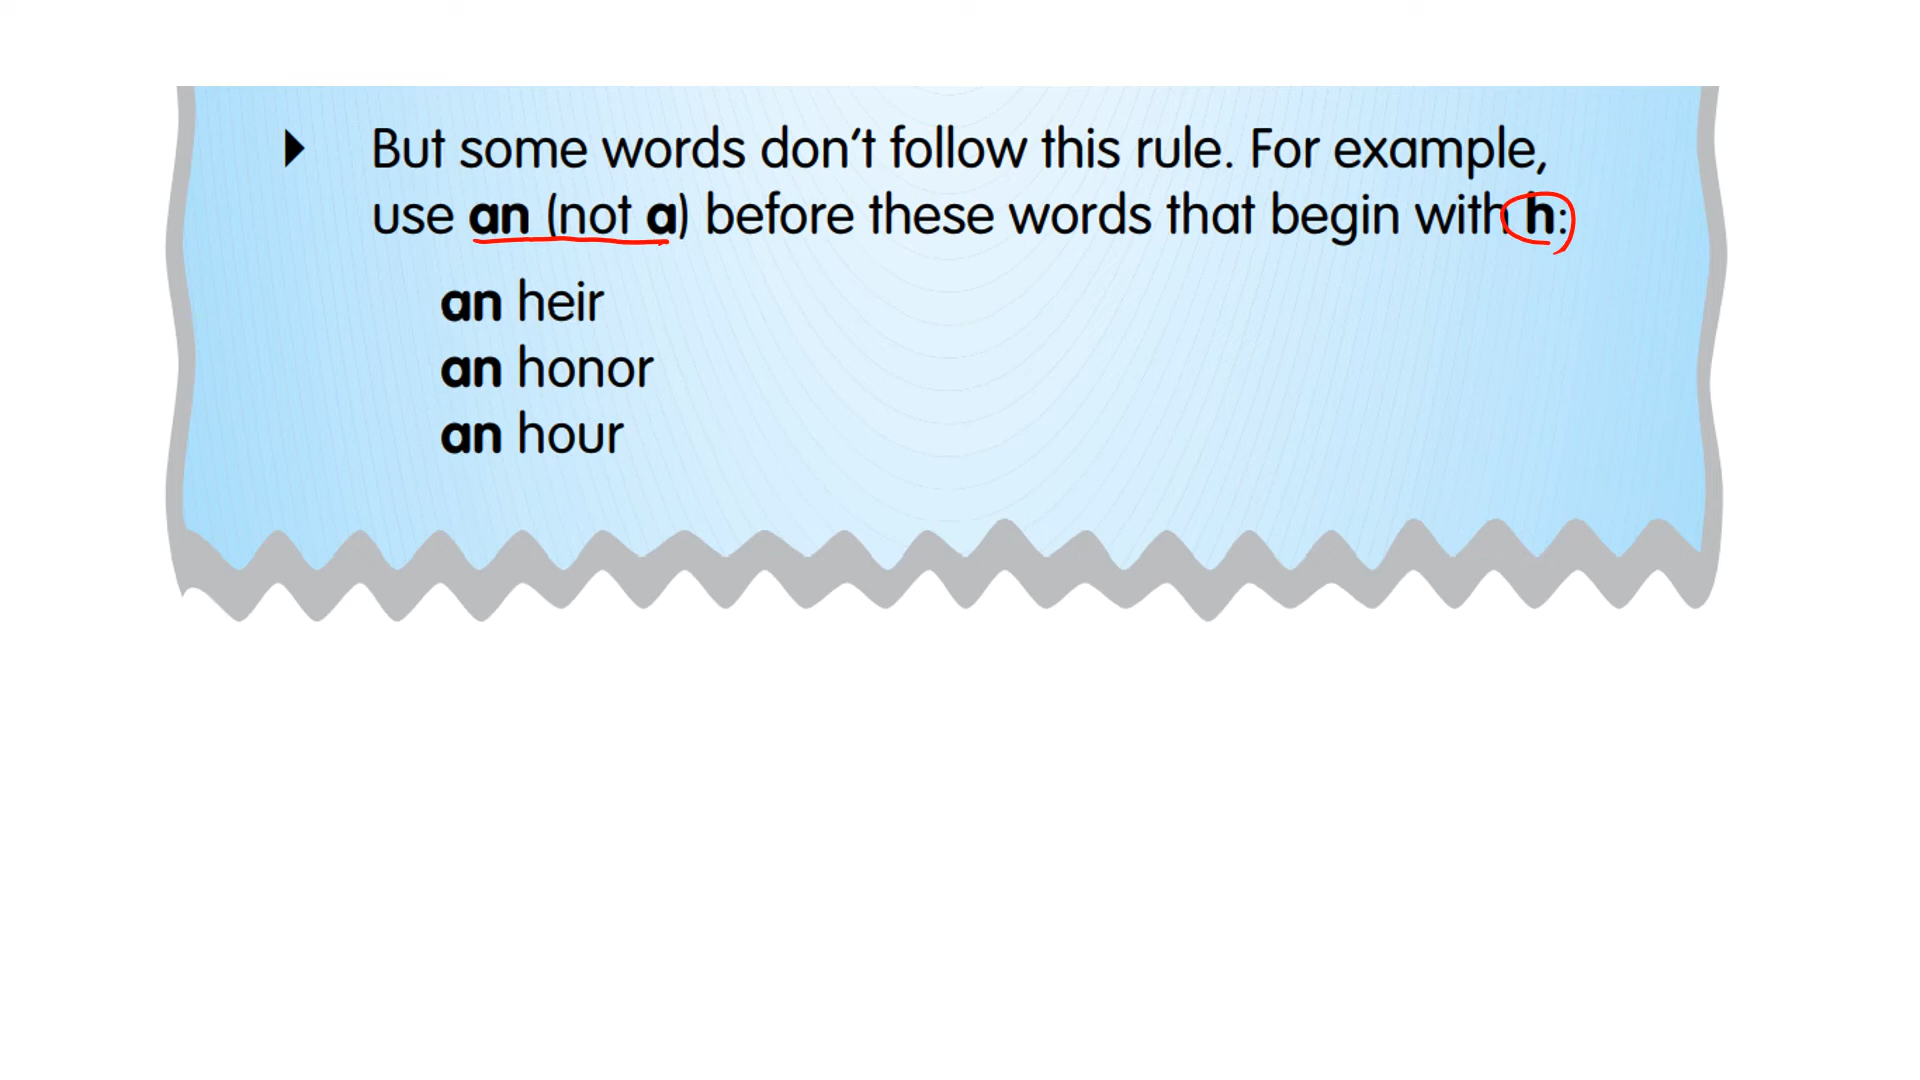 But some words don't follow this rule. For example,
use an (not a) before these words that begin with h:
an heir
an honor
an hour